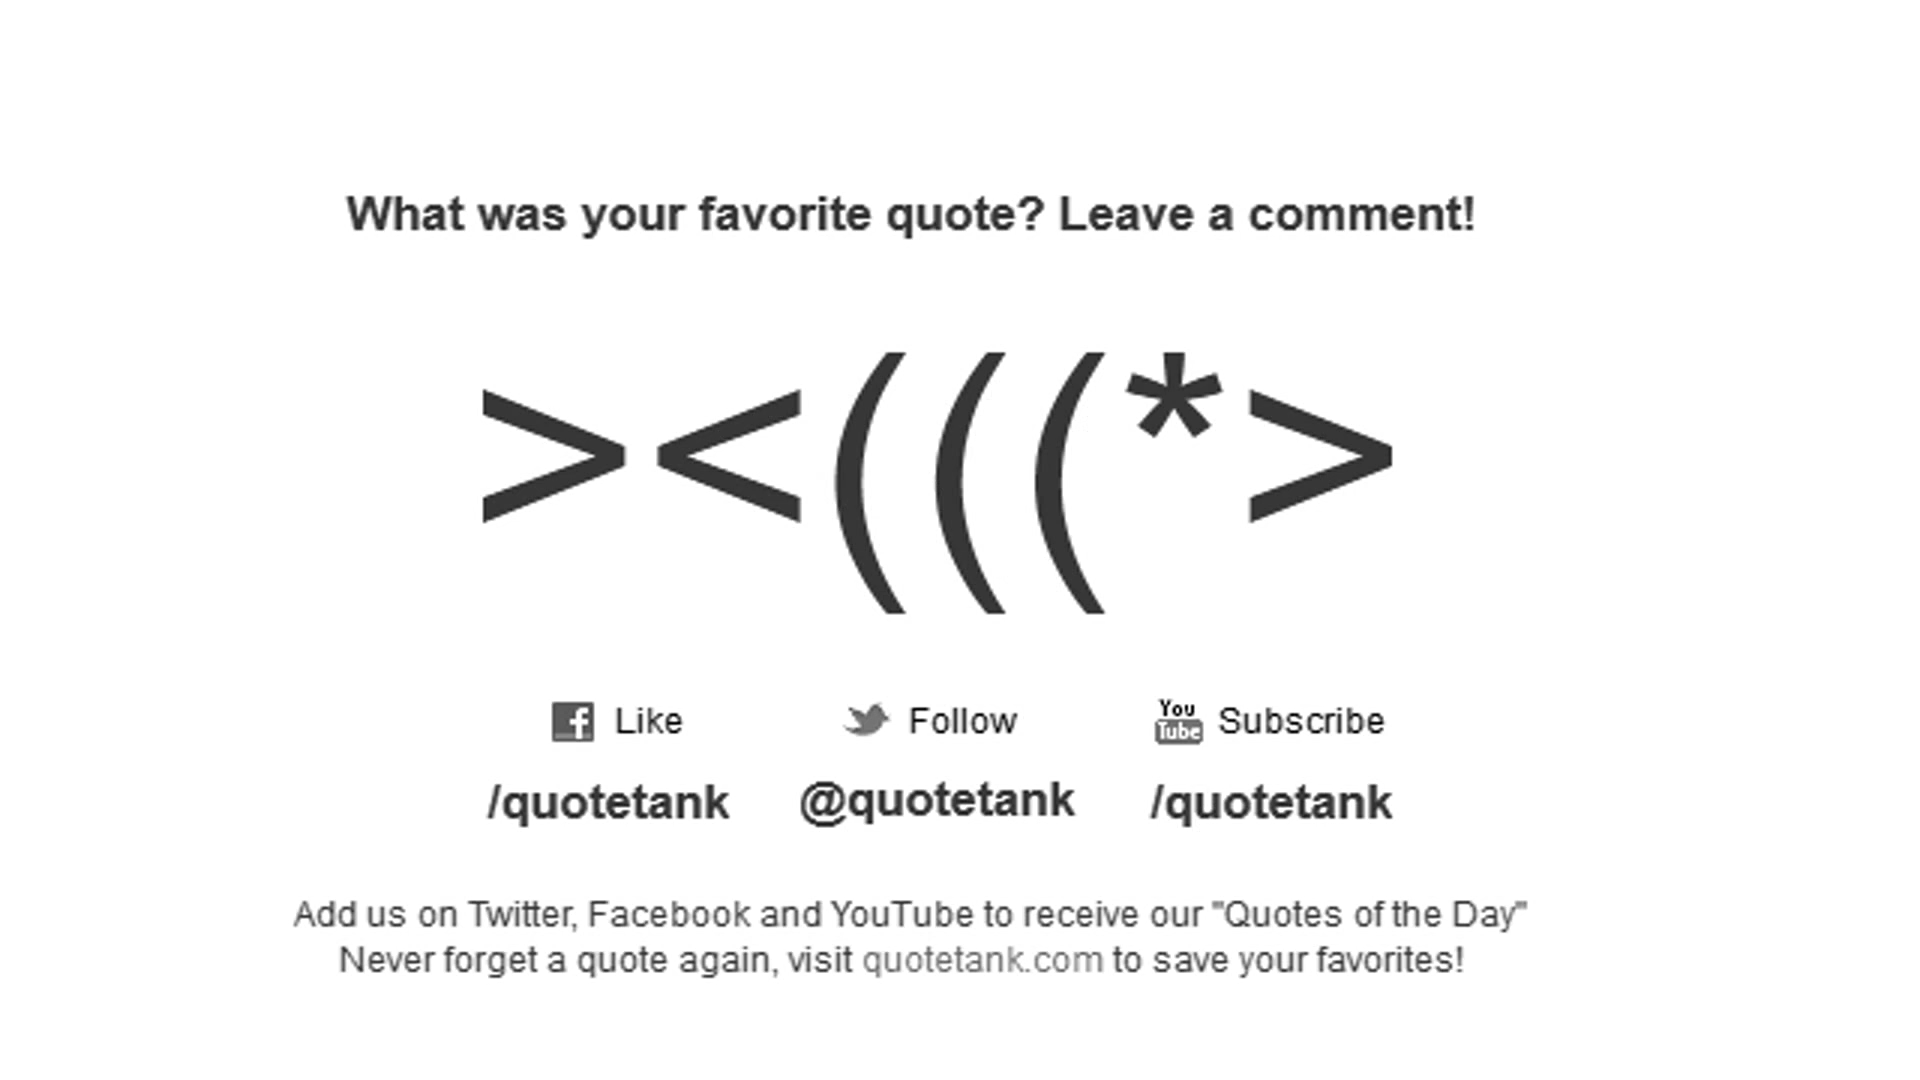 What was your favorite quote? Leave a comment!
><(((*>
f Like Follow You Tube Subscribe
/quotetank @quotetank /quotetank
Add us on Twitter, Facebook and YouTube to receive our "Quotes of the Day"
Never forget a quote again, visit quotetank.com to save your favorites!